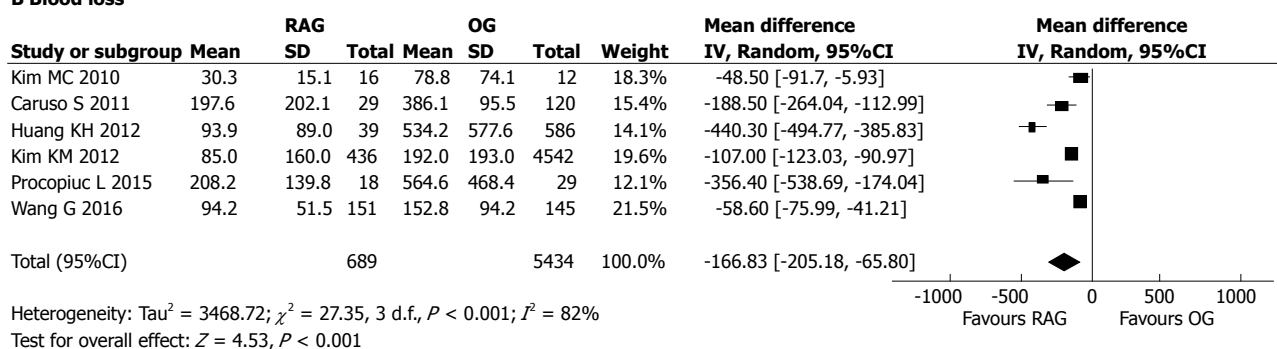 B Blood loss
RAG OG Mean difference Mean difference
Study or subgroup Mean SD Total Mean SD Total Weight IV, Random, 95%CI IV, Random, 95%CI
Kim MC 2010 30.3 15.1 16 78.8 74.1 12 18.3% -48.50 [-91.7, -5.93]
Caruso S 2011 197.6 202.1 29 386.1 95.5 120 15.4% -188.50 [-264.04, -112.99]
Huang KH 2012 93.9 89.0 39 534.2 577.6 586 14.1% -440.30 [-494.77, -385.83]
Kim KM 2012 85.0 160.0 436 192.0 193.0 4542 19.6% -107.00 [-123.03, -90.97]
Procopiuc L 2015 208.2 139.8 18 564.6 468.4 29 12.1% -356.40 [-538.69, -174.04]
Wang G 2016 94.2 51.5 151 152.8 94.2 145 21.5% -58.60 [-75.99, -41.21]
Total (95%CI) 689 5434 100.0% -166.83 [-205.18, -65.80]
-1000 -500 0 500 1000
Heterogeneity: Tau² = 3468.72; χ² = 27.35, 3 d.f., P < 0.001; I² = 82%
Favours RAG Favours OG
Test for overall effect: Z = 4.53, P < 0.001